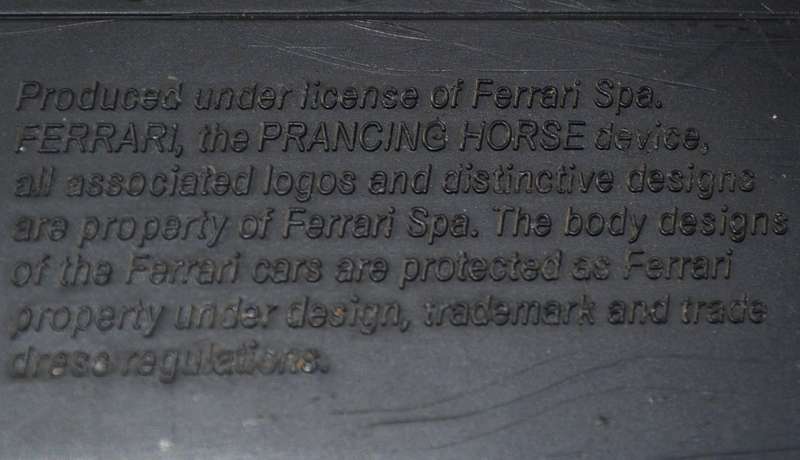 Produced under license of Ferrari Spa.
FERRARI, the PRANCING HORSE device,
all associated logos and distinctive designs
are property of Ferrari Spa. The body designs
of the Ferrari cars are protected as Ferrari
property under design, trademark and trade
dress regulations.